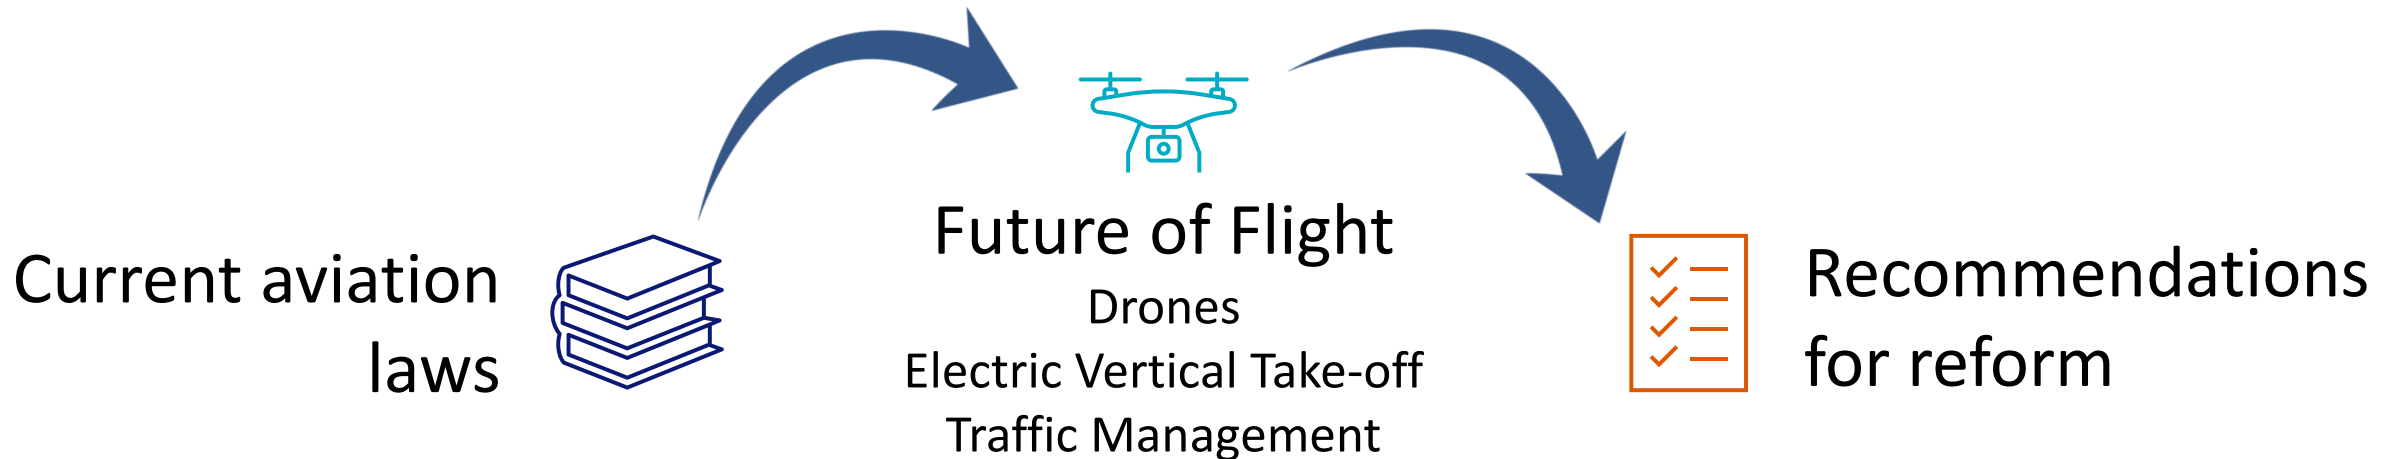 Current aviation
laws
Future of Flight
Drones
Electric Vertical Take-off
Traffic Management
Recommendations
for reform